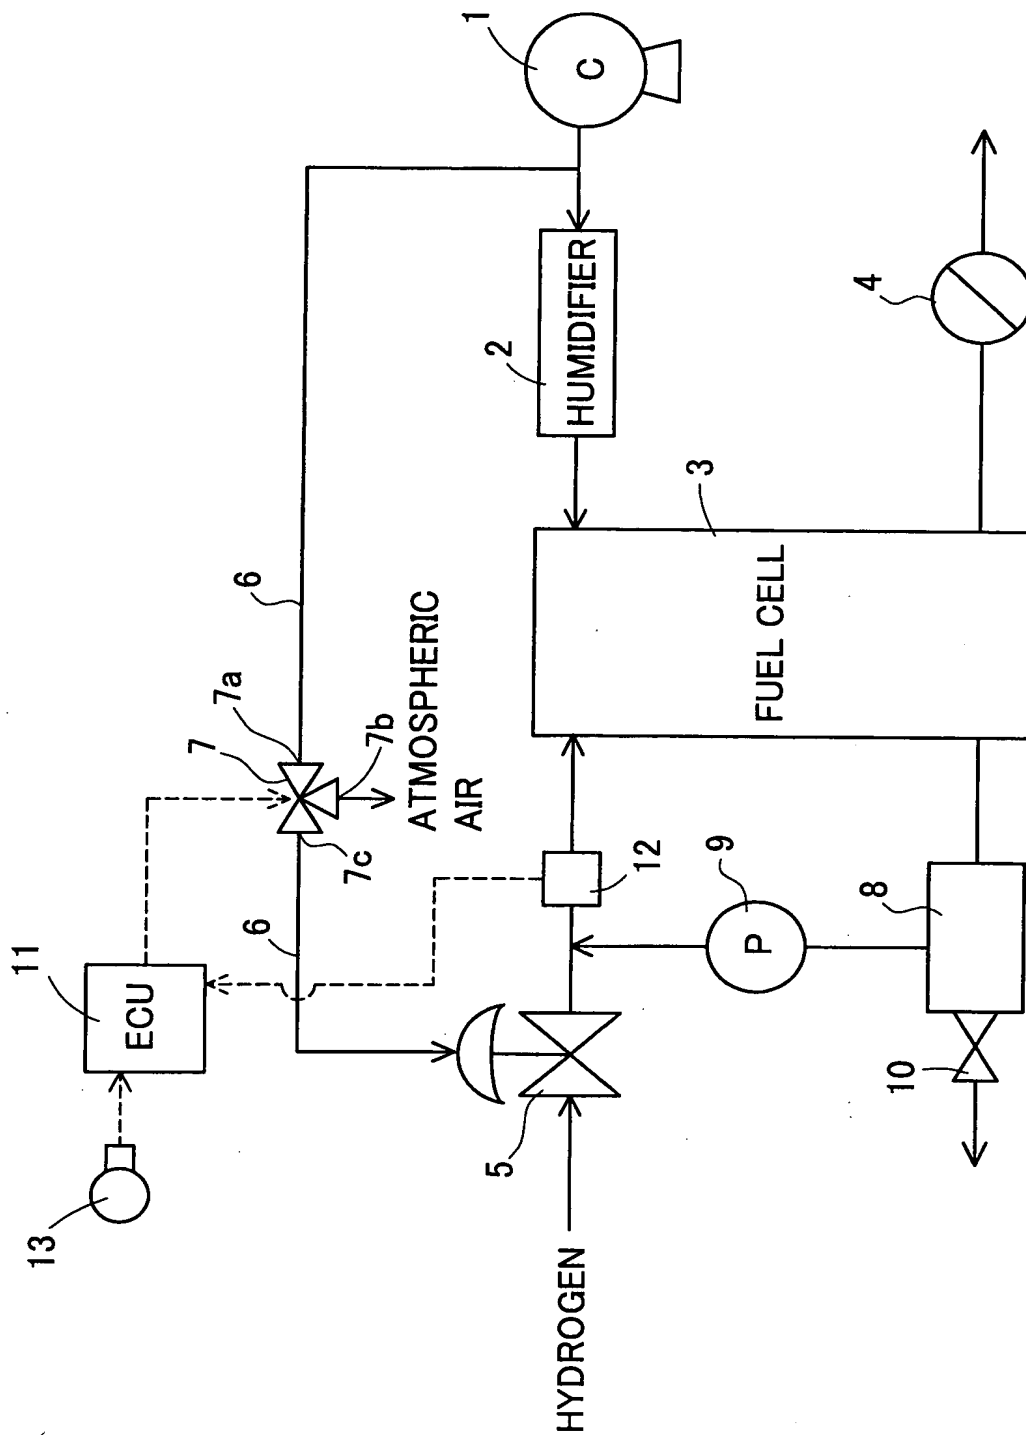 13
11
ECU
6
7c
7
7a
7b
6
ATMOSPHERIC
AIR
1
C
2
HUMIDIFIER
HYDROGEN
5
12
9
P
3
FUEL CELL
10
8
4